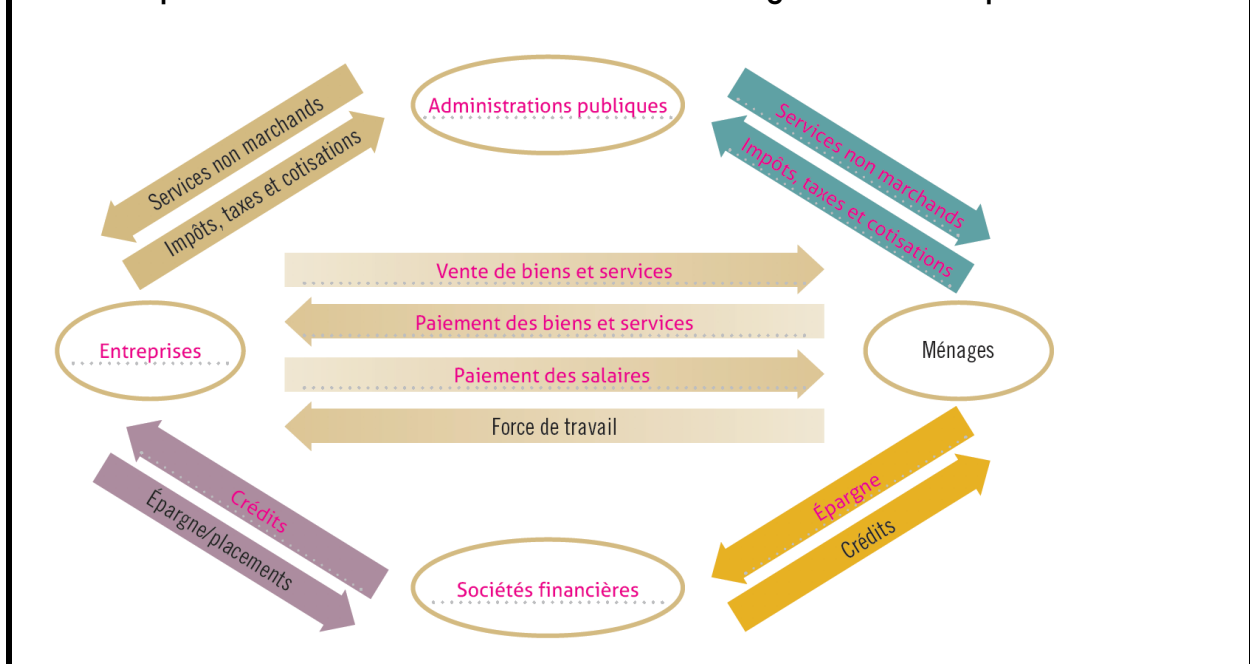 Administrations publiques
Services non marchands
Impôts, taxes et cotisations
Services non marchands
Impôts, taxes et cotisations
Vente de biens et services
Paiement des biens et services
Entreprises
Ménages
Paiement des salaires
Force de travail
Crédits
Épargne/placements
Épargne
Crédits
Sociétés financières